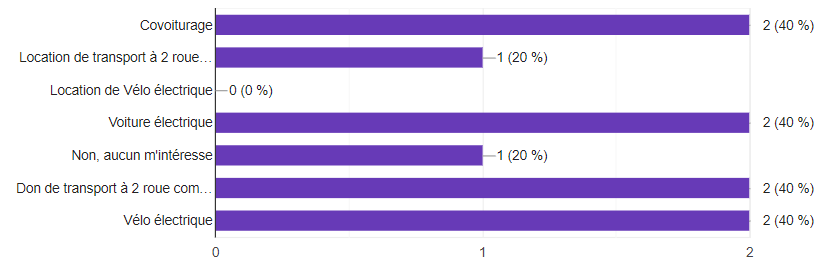 Covoiturage 2 (40 %)
Location de transport à 2 roue… 1 (20 %)
Location de Vélo électrique 0 (0 %)
Voiture électrique 2 (40 %)
Non, aucun m'intéresse 1 (20 %)
Don de transport à 2 roue com… 2 (40 %)
Vélo électrique 2 (40 %)
0 1 2